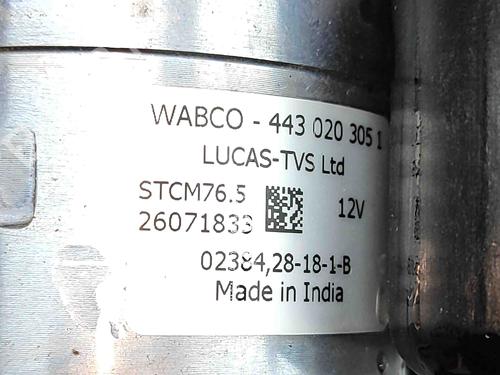 WABCO - 443 020 305 1
LUCAS-TVS Ltd
STCM76.5
26071833
12V
02384,28-18-1-B
Made in India